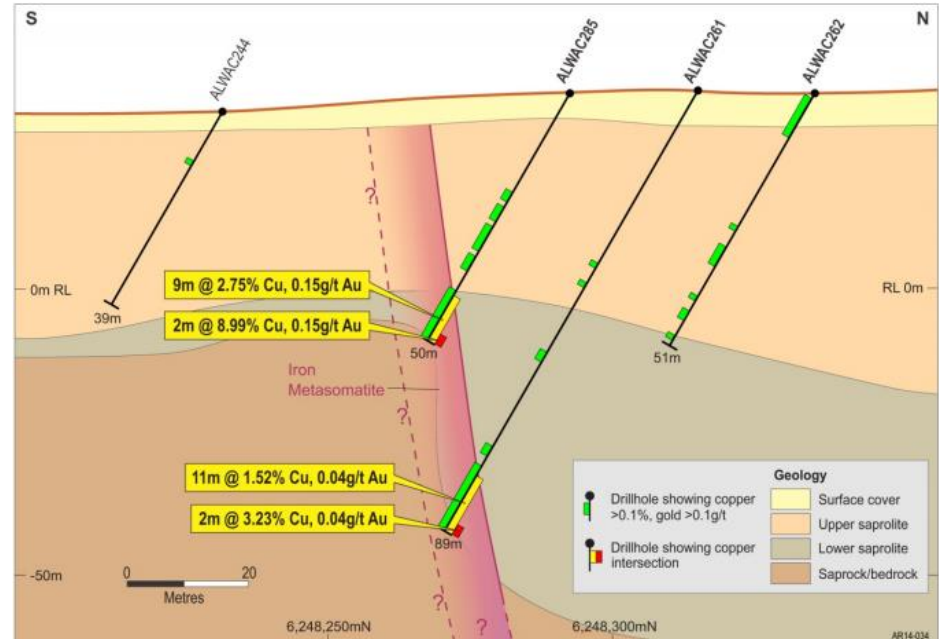 S
N
ALWAC244
ALWAC285
ALWAC261
ALWAC262
?
9m @ 2.75% Cu, 0.15g/t Au
0m RL
RL 0m
2m @ 8.99% Cu, 0.15g/t Au
39m
50m
51m
Iron
Metasomatite
?
11m @ 1.52% Cu, 0.04g/t Au
2m @ 3.23% Cu, 0.04g/t Au
89m
Geology
Drillhole showing copper
>0.1%, gold >0.1g/t
Drillhole showing copper
intersection
Surface cover
Upper saprolite
Lower saprolite
Saprock/bedrock
-50m
0
20
Metres
?
?
6,248,250mN
6,248,300mN
AR14-034